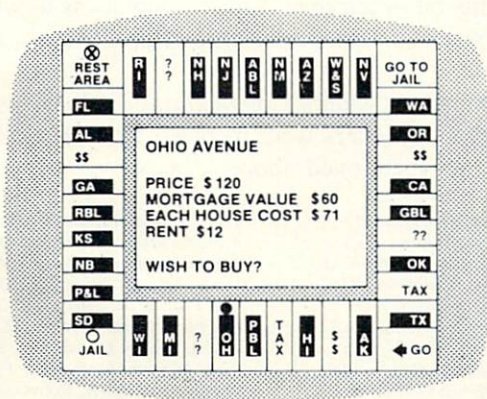 REST AREA
RI
??
NH
NJ
ABL
NM
AZ
W&S
NV
GO TO JAIL
FL
AL
$$
GA
RBL
KS
NB
P&L
SD
OHIO AVENUE
PRICE $120
MORTGAGE VALUE $60
EACH HOUSE COST $71
RENT $12
WISH TO BUY?
WA
OR
$$
CA
GBL
??
OK
TAX
TX
JAIL
WI
MI
??
OH
PBL
TAX
HI
$$
AK
GO